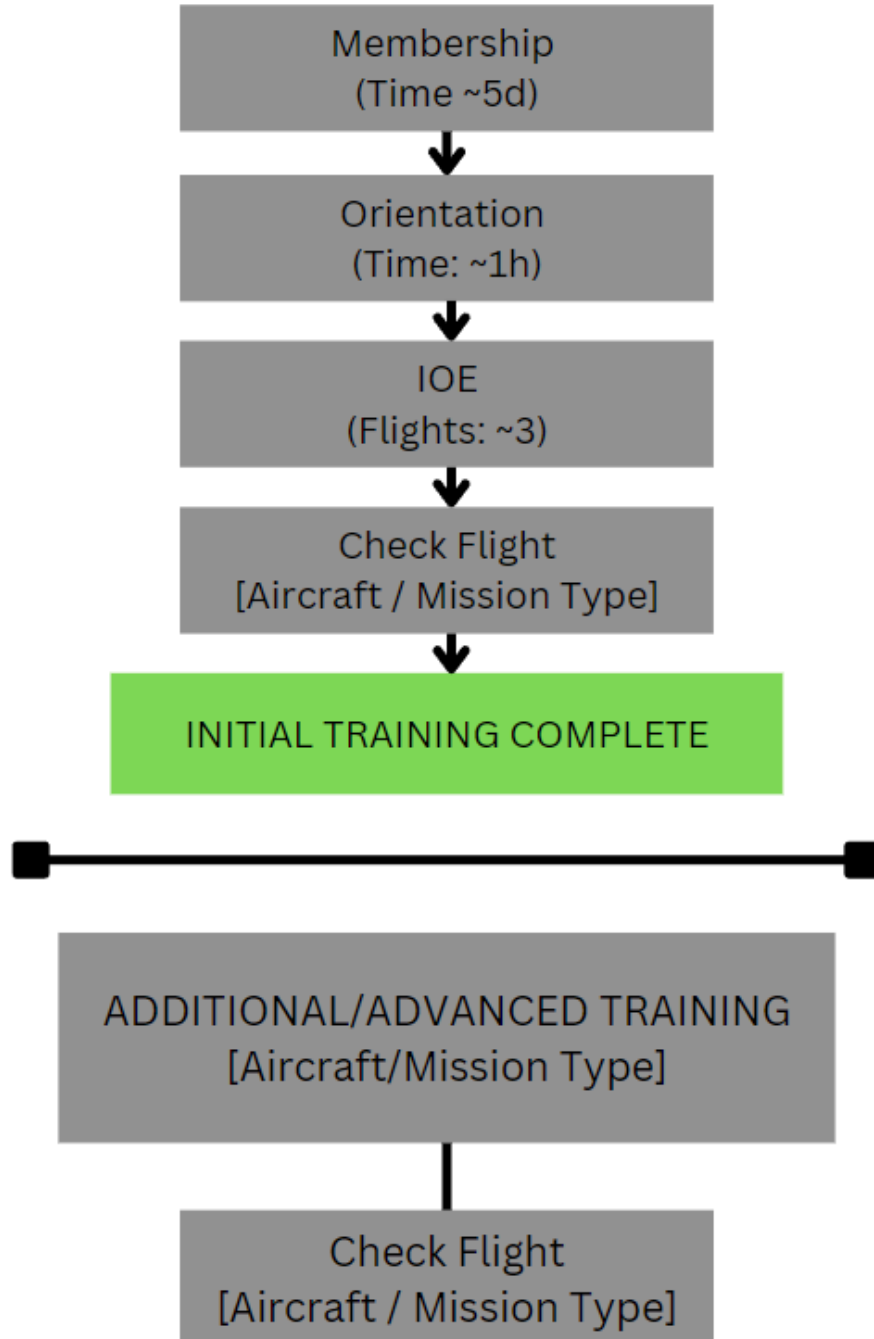 Membership
(Time ~5d)
Orientation
(Time: ~1h)
IOE
(Flights: ~3)
Check Flight
[Aircraft / Mission Type]
INITIAL TRAINING COMPLETE
ADDITIONAL/ADVANCED TRAINING
[Aircraft/Mission Type]
Check Flight
[Aircraft / Mission Type]